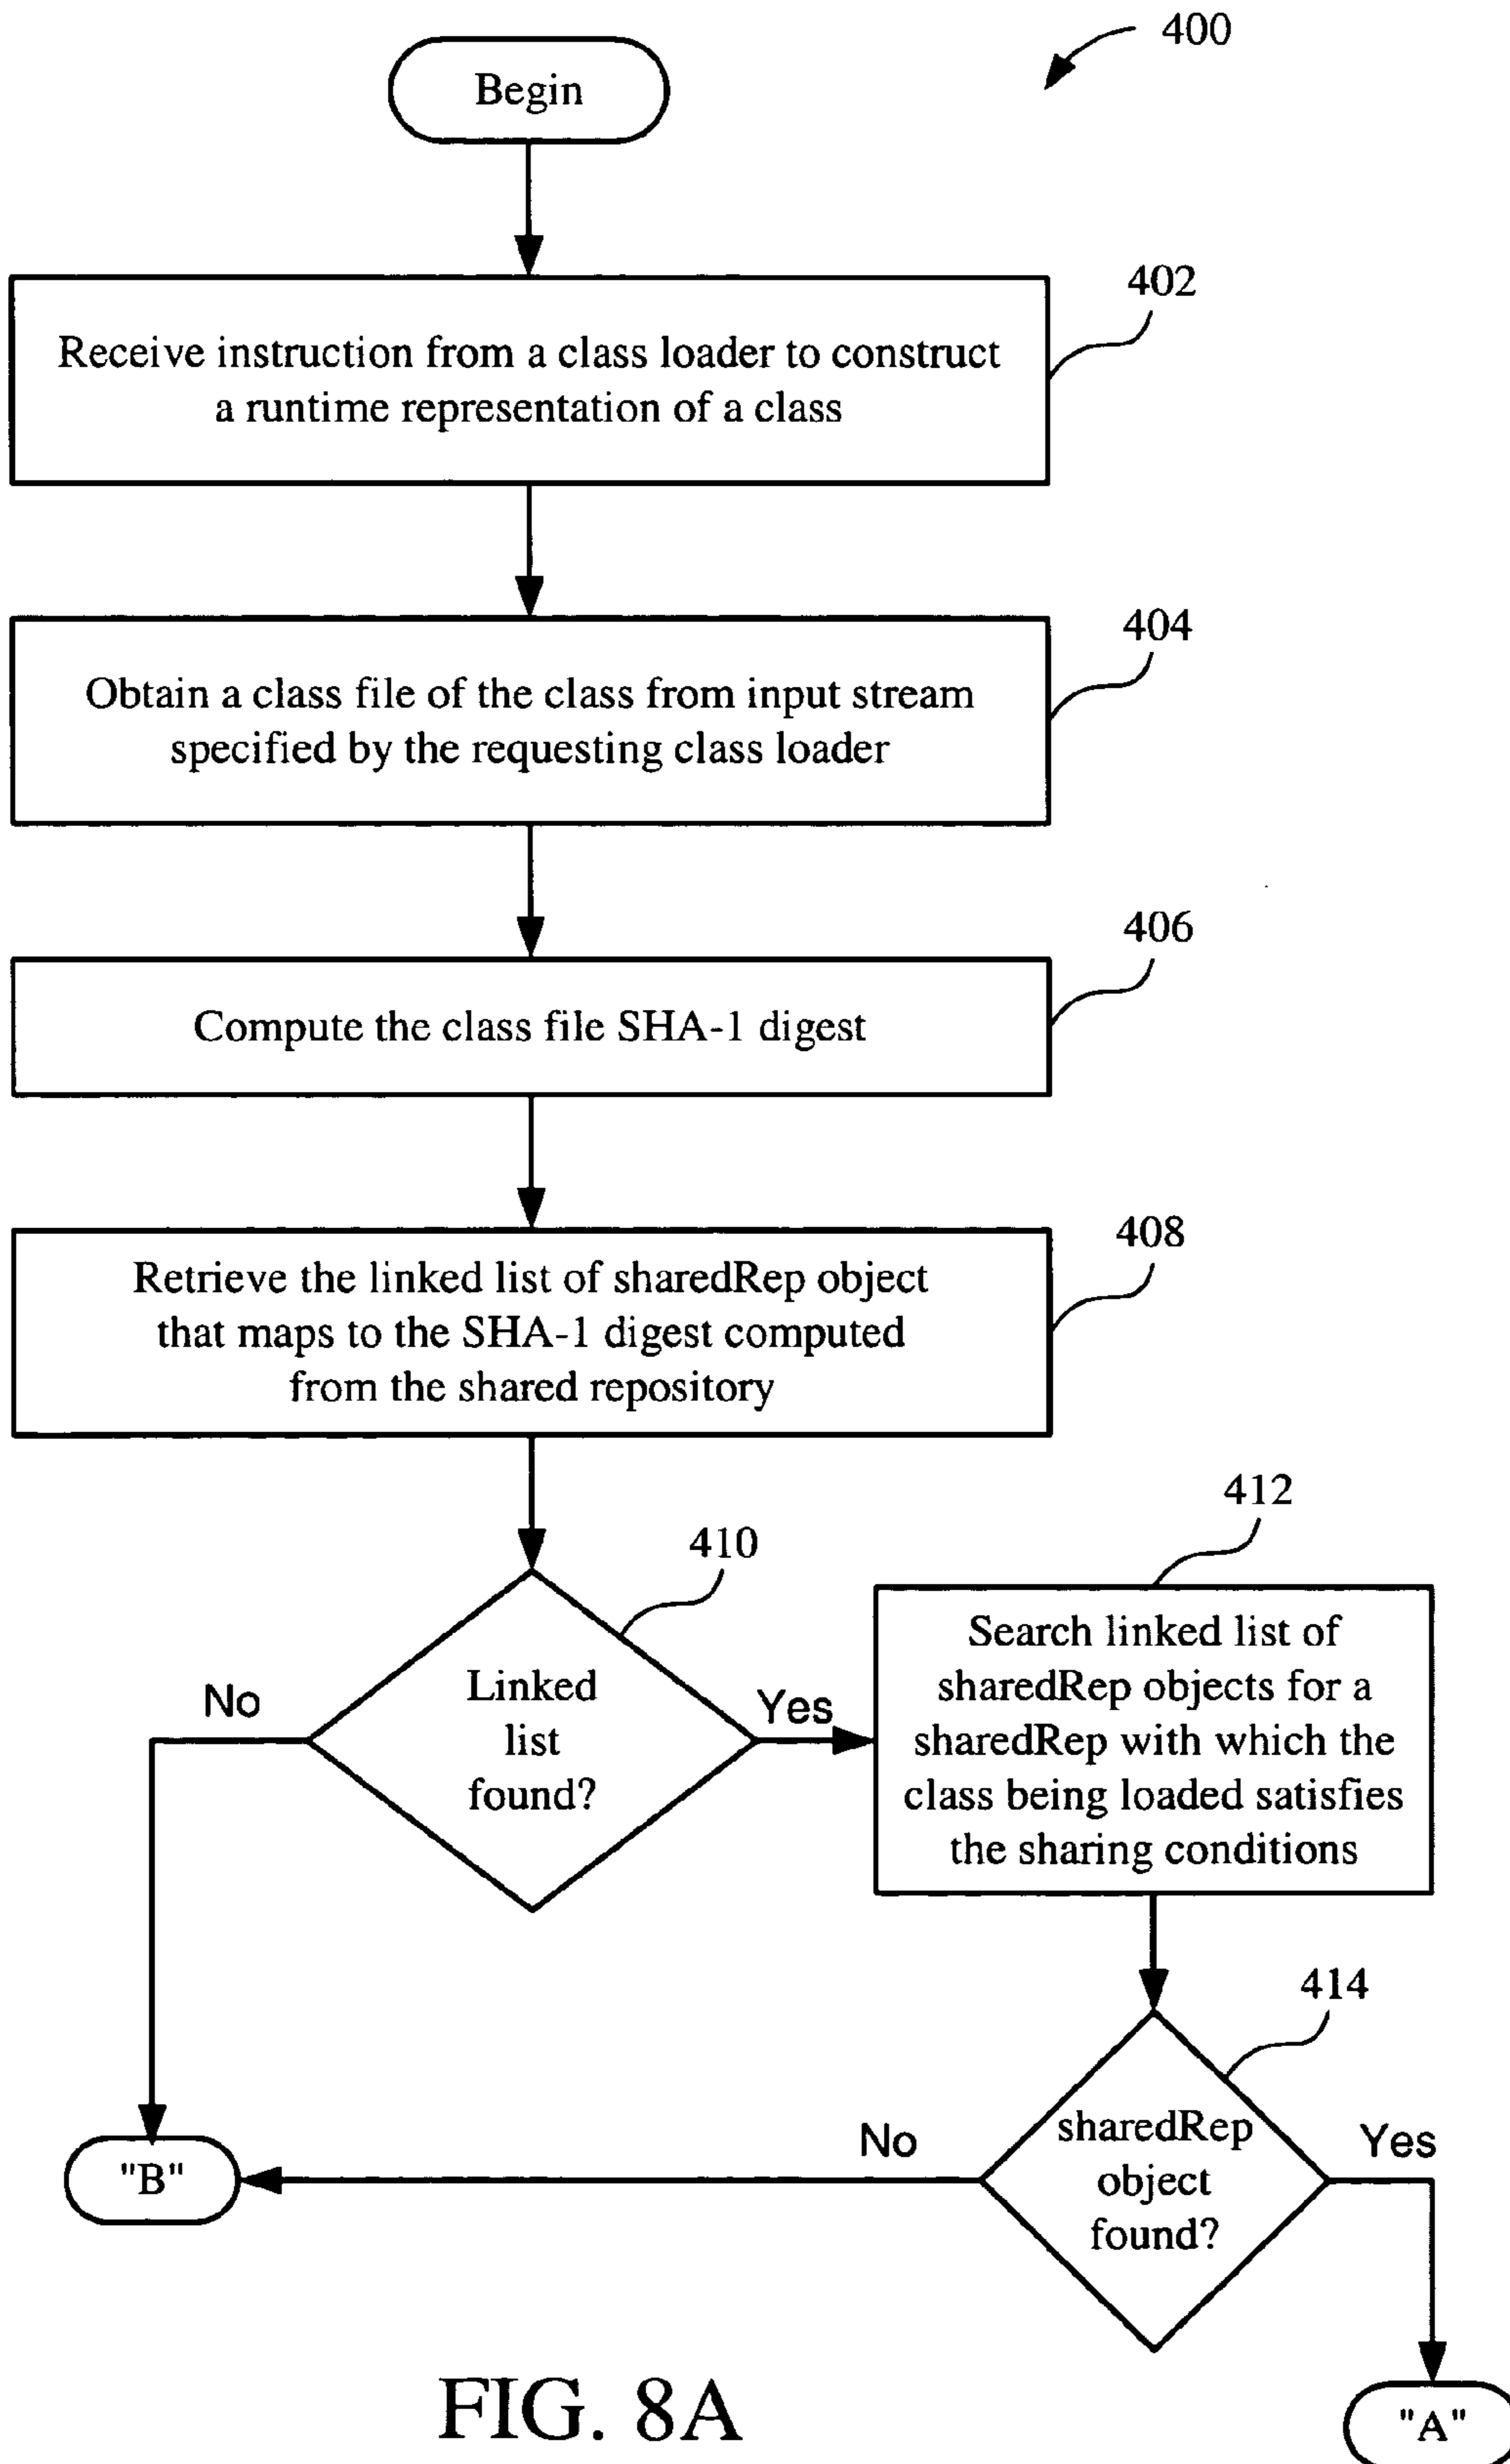 400
Begin
402
Receive instruction from a class loader to construct
a runtime representation of a class
404
Obtain a class file of the class from input stream
specified by the requesting class loader
406
Compute the class file SHA-1 digest
408
Retrieve the linked list of sharedRep object
that maps to the SHA-1 digest computed
from the shared repository
410
Linked
list
found?
No
Yes
412
Search linked list of
sharedRep objects for a
sharedRep with which the
class being loaded satisfies
the sharing conditions
414
sharedRep
object
found?
No
Yes
"B"
"A"
FIG. 8A